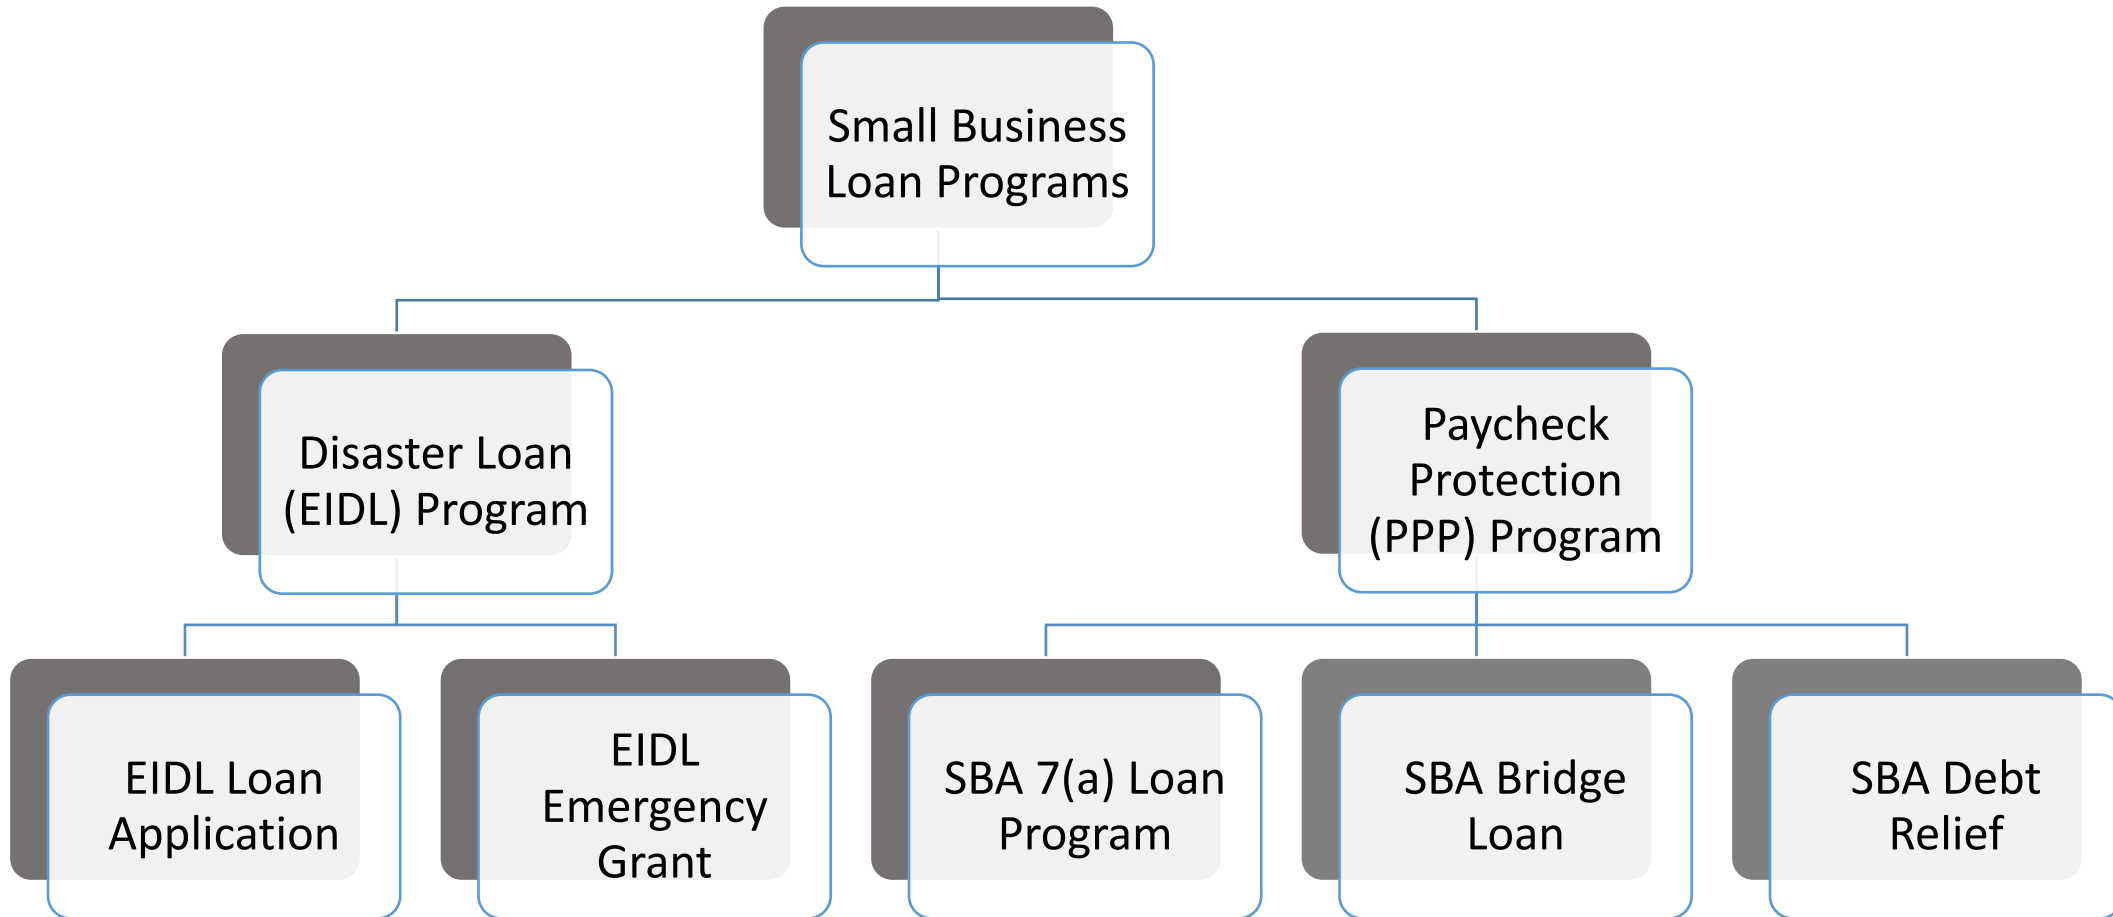 Small Business
Loan Programs
Disaster Loan
(EIDL) Program
Paycheck
Protection
(PPP) Program
EIDL Loan
Application
EIDL
Emergency
Grant
SBA 7(a) Loan
Program
SBA Bridge
Loan
SBA Debt
Relief